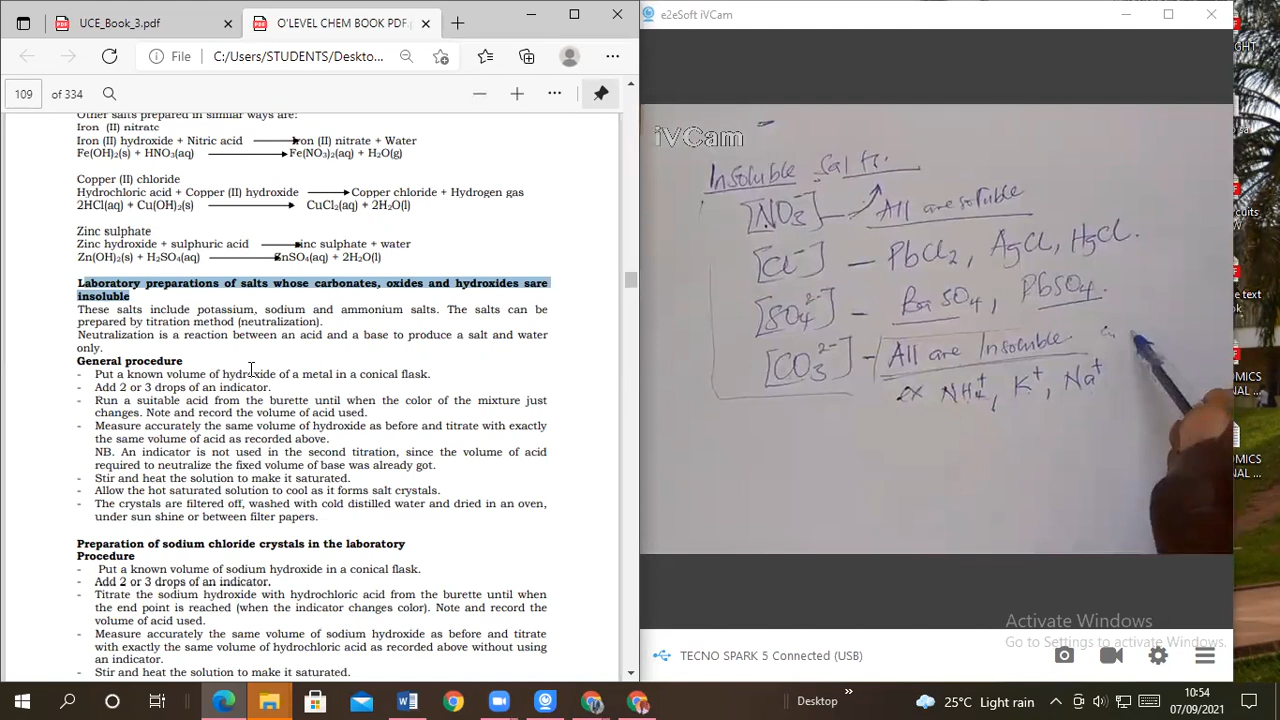 UCE_Book_3.pdf
O'LEVEL CHEM BOOK PDF.p
File
C:/Users/STUDENTS/Deskto...
109 of 334
Other salts prepared in similar ways are:
Iron (II) nitrate
Iron (II) hydroxide + Nitric acid → Iron (II) nitrate + Water
Fe(OH)2(s) + HNO3(aq) → Fe(NO3)2(aq) + H2O(g)
Copper (II) chloride
Hydrochloric acid + Copper (II) hydroxide → Copper chloride + Hydrogen gas
2HCl(aq) + Cu(OH)2(s) → CuCl2(aq) + 2H2O(l)
Zinc sulphate
Zinc hydroxide + sulphuric acid → Zinc sulphate + water
Zn(OH)2(s) + H2SO4(aq) → ZnSO4(aq) + 2H2O(l)
Laboratory preparations of salts whose carbonates, oxides and hydroxides sare
insoluble
These salts include potassium, sodium and ammonium salts. The salts can be
prepared by titration method (neutralization).
Neutralization is a reaction between an acid and a base to produce a salt and water
only.
General procedure
- Put a known volume of hydroxide of a metal in a conical flask.
- Add 2 or 3 drops of an indicator.
- Run a suitable acid from the burette until when the color of the mixture just
changes. Note and record the volume of acid used.
- Measure accurately the same volume of hydroxide as before and titrate with exactly
the same volume of acid as recorded above.
NB. An indicator is not used in the second titration, since the volume of acid
required to neutralize the fixed volume of base was already got.
- Stir and heat the solution to make it saturated.
- Allow the hot saturated solution to cool as it forms salt crystals.
- The crystals are filtered off, washed with cold distilled water and dried in an oven,
under sun shine or between filter papers.
Preparation of sodium chloride crystals in the laboratory
Procedure
- Put a known volume of sodium hydroxide in a conical flask.
- Add 2 or 3 drops of an indicator.
- Titrate the sodium hydroxide with hydrochloric acid from the burette until when
the end point is reached (when the indicator changes color). Note and record the
volume of acid used.
- Measure accurately the same volume of sodium hydroxide as before and titrate
with exactly the same volume of hydrochloric acid as recorded above without using
an indicator.
- Stir and heat the solution to make it saturated.
e2eSoft iVCam
iVCam
Insoluble Salts.
[NO3-] — All are soluble
[Cl-] — PbCl2, AgCl, HgCl.
[SO4 2-] — BaSO4, PbSO4.
[CO3 2-] — All are Insoluble
ex NH4+, K+, Na+
Activate Windows
Go to Settings to activate Windows.
TECNO SPARK 5 Connected (USB)
Desktop
25°C Light rain
10:54
07/09/2021